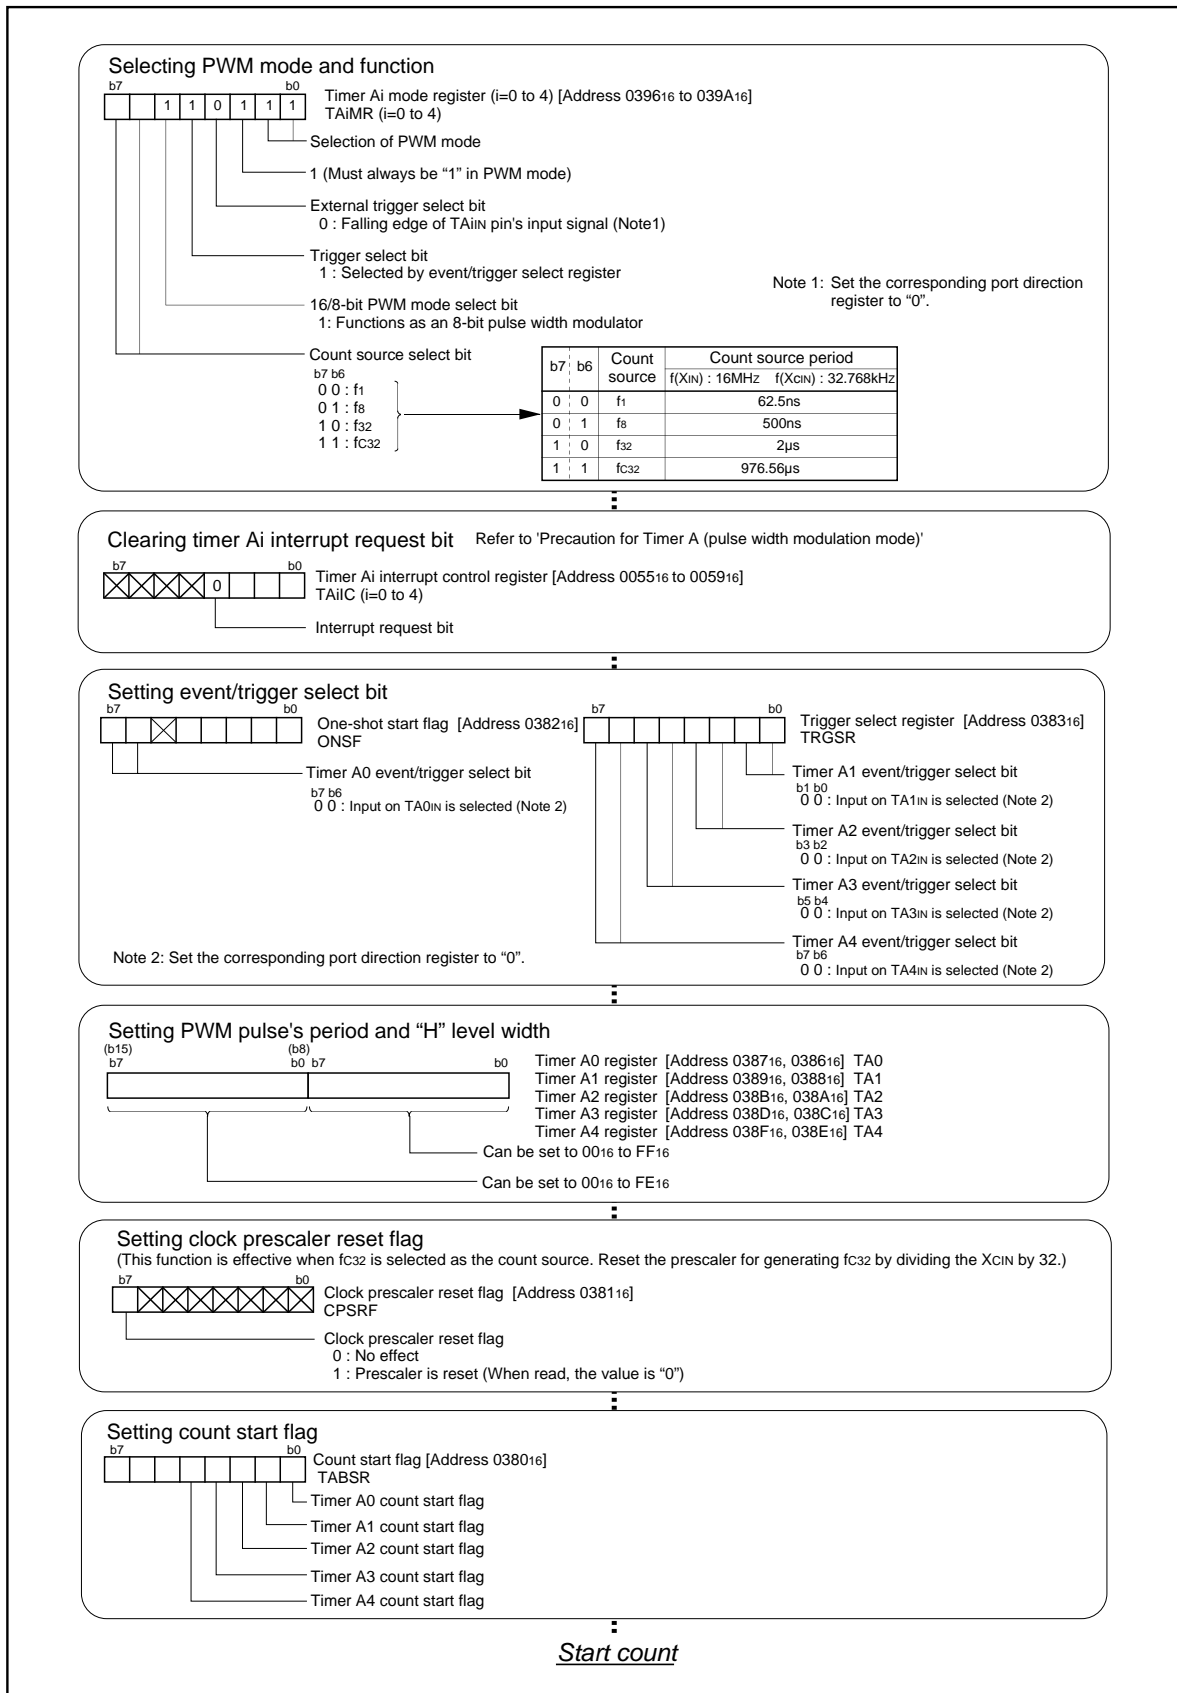 Selecting PWM mode and function
b7 b0
1 1 0 1 1 1
Timer Ai mode register (i=0 to 4) [Address 039616 to 039A16]
TAiMR (i=0 to 4)
Selection of PWM mode
1 (Must always be “1” in PWM mode)
External trigger select bit
0 : Falling edge of TAiIN pin's input signal (Note1)
Trigger select bit
1 : Selected by event/trigger select register
Note 1: Set the corresponding port direction
register to “0”.
16/8-bit PWM mode select bit
1: Functions as an 8-bit pulse width modulator
Count source select bit
b7 b6
0 0 : f1
0 1 : f8
1 0 : f32
1 1 : fC32
b7 b6 Count source Count source period
f(XIN) : 16MHz f(XCIN) : 32.768kHz
0 0 f1 62.5ns
0 1 f8 500ns
1 0 f32 2µs
1 1 fC32 976.56µs
Clearing timer Ai interrupt request bit Refer to 'Precaution for Timer A (pulse width modulation mode)'
b7 b0
0
Timer Ai interrupt control register [Address 005516 to 005916]
TAiIC (i=0 to 4)
Interrupt request bit
Setting event/trigger select bit
b7 b0
One-shot start flag [Address 038216]
ONSF
Timer A0 event/trigger select bit
b7 b6
0 0 : Input on TA0IN is selected (Note 2)
Note 2: Set the corresponding port direction register to “0”.
b7 b0
Trigger select register [Address 038316]
TRGSR
Timer A1 event/trigger select bit
b1 b0
0 0 : Input on TA1IN is selected (Note 2)
Timer A2 event/trigger select bit
b3 b2
0 0 : Input on TA2IN is selected (Note 2)
Timer A3 event/trigger select bit
b5 b4
0 0 : Input on TA3IN is selected (Note 2)
Timer A4 event/trigger select bit
b7 b6
0 0 : Input on TA4IN is selected (Note 2)
Setting PWM pulse's period and “H” level width
(b15) (b8)
b7 b0 b7 b0
Timer A0 register [Address 038716, 038616] TA0
Timer A1 register [Address 038916, 038816] TA1
Timer A2 register [Address 038B16, 038A16] TA2
Timer A3 register [Address 038D16, 038C16] TA3
Timer A4 register [Address 038F16, 038E16] TA4
Can be set to 0016 to FF16
Can be set to 0016 to FE16
Setting clock prescaler reset flag
(This function is effective when fC32 is selected as the count source. Reset the prescaler for generating fC32 by dividing the XCIN by 32.)
b7 b0
Clock prescaler reset flag [Address 038116]
CPSRF
Clock prescaler reset flag
0 : No effect
1 : Prescaler is reset (When read, the value is “0”)
Setting count start flag
b7 b0
Count start flag [Address 038016]
TABSR
Timer A0 count start flag
Timer A1 count start flag
Timer A2 count start flag
Timer A3 count start flag
Timer A4 count start flag
Start count